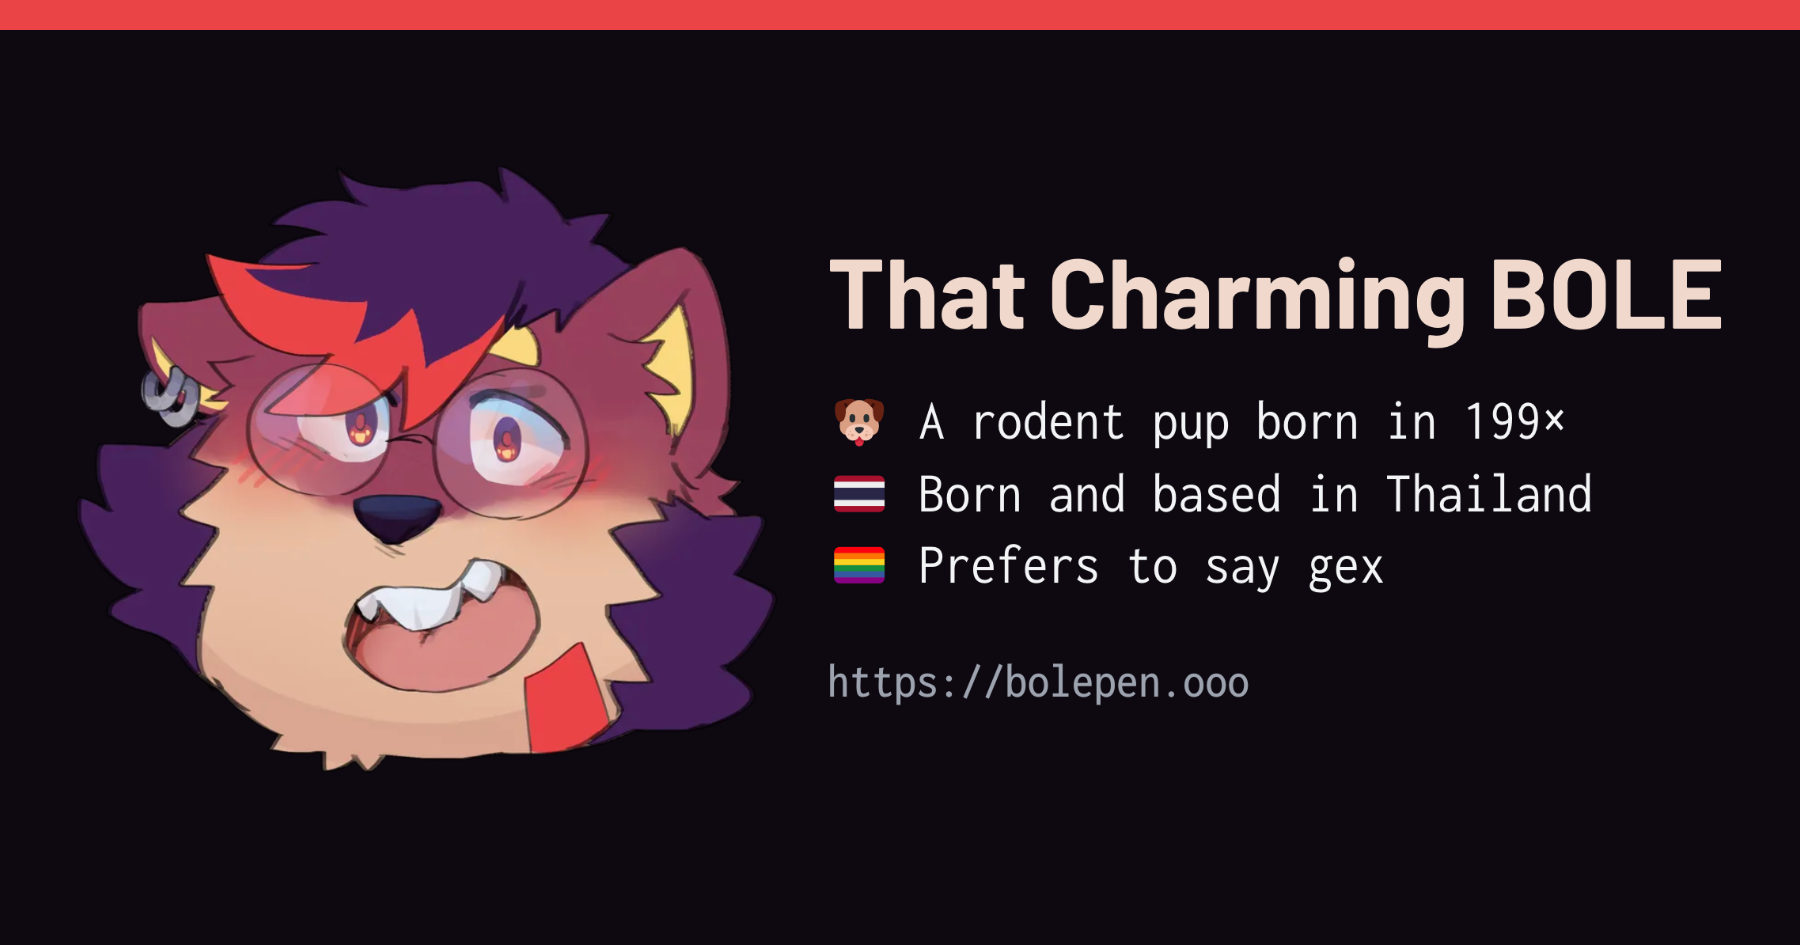 That Charming BOLE
A rodent pup born in 199×
Born and based in Thailand
Prefers to say gex
https://bolepen.ooo